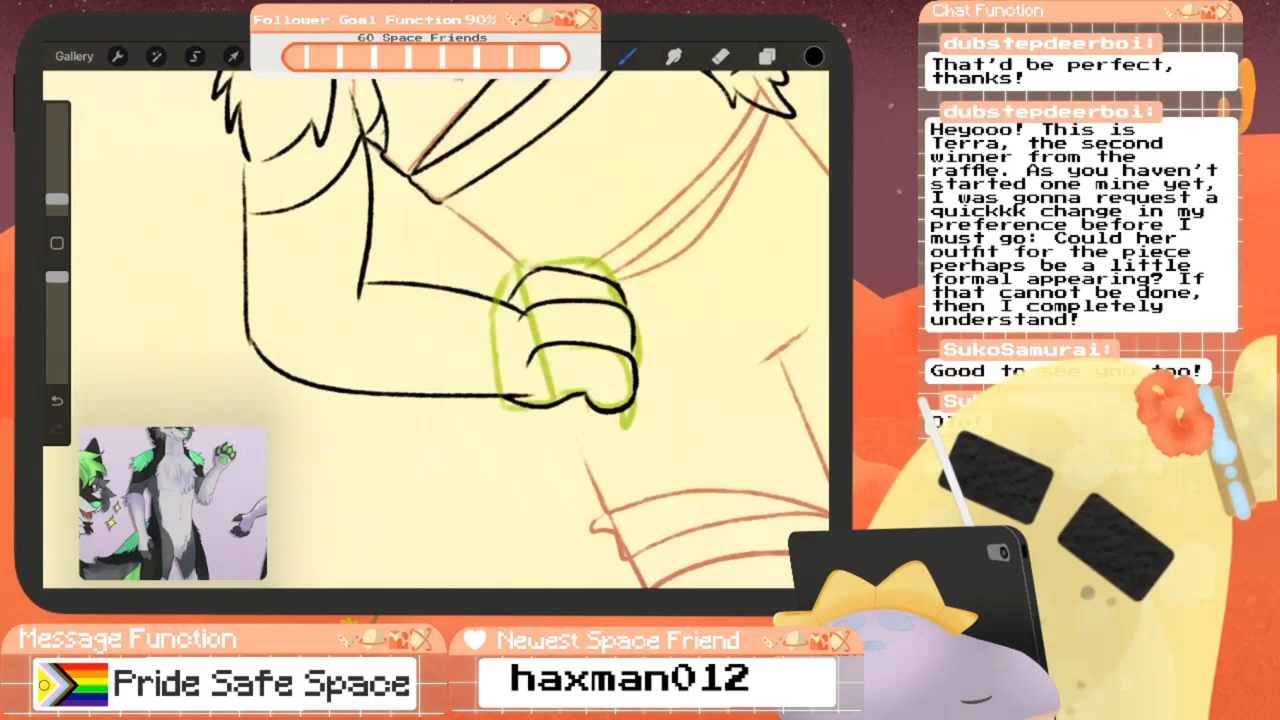 Follower Goal Function 90%
60 Space Friends
Gallery
Chat Function
dubstepdeerboi:
That'd be perfect,
thanks!
dubstepdeerboi:
Heyooo! This is
Terra, the second
winner from the
raffle. As you haven't
started one mine yet,
I was gonna request a
quickkk change in my
preference before I
must go: Could her
outfit for the piece
perhaps be a little
formal appearing? If
that cannot be done,
then I completely
understand!
SukoSamurai:
Good to see you too!
Su
Message Function
Pride Safe Space
Newest Space Friend
haxman012